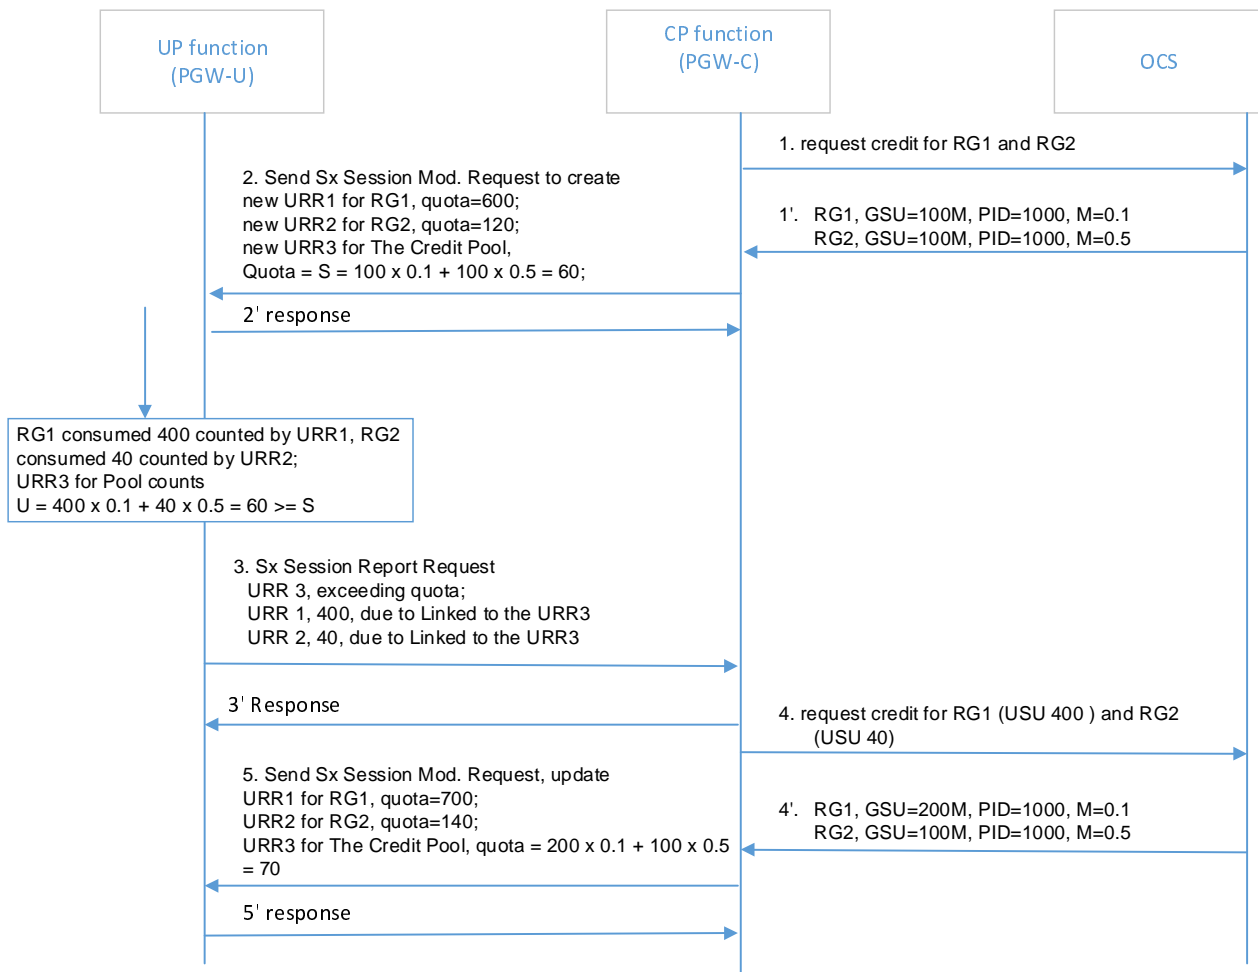 UP function
(PGW-U)
CP function
(PGW-C)
OCS
1. request credit for RG1 and RG2
2. Send Sx Session Mod. Request to create
new URR1 for RG1, quota=600;
new URR2 for RG2, quota=120;
new URR3 for The Credit Pool,
Quota = S = 100 x 0.1 + 100 x 0.5 = 60;
1'. RG1, GSU=100M, PID=1000, M=0.1
RG2, GSU=100M, PID=1000, M=0.5
2' response
RG1 consumed 400 counted by URR1, RG2
consumed 40 counted by URR2;
URR3 for Pool counts
U = 400 x 0.1 + 40 x 0.5 = 60 >= S
3. Sx Session Report Request
URR 3, exceeding quota;
URR 1, 400, due to Linked to the URR3
URR 2, 40, due to Linked to the URR3
3' Response
4. request credit for RG1 (USU 400 ) and RG2
(USU 40)
5. Send Sx Session Mod. Request, update
URR1 for RG1, quota=700;
URR2 for RG2, quota=140;
URR3 for The Credit Pool, quota = 200 x 0.1 + 100 x 0.5
= 70
4'. RG1, GSU=200M, PID=1000, M=0.1
RG2, GSU=100M, PID=1000, M=0.5
5' response